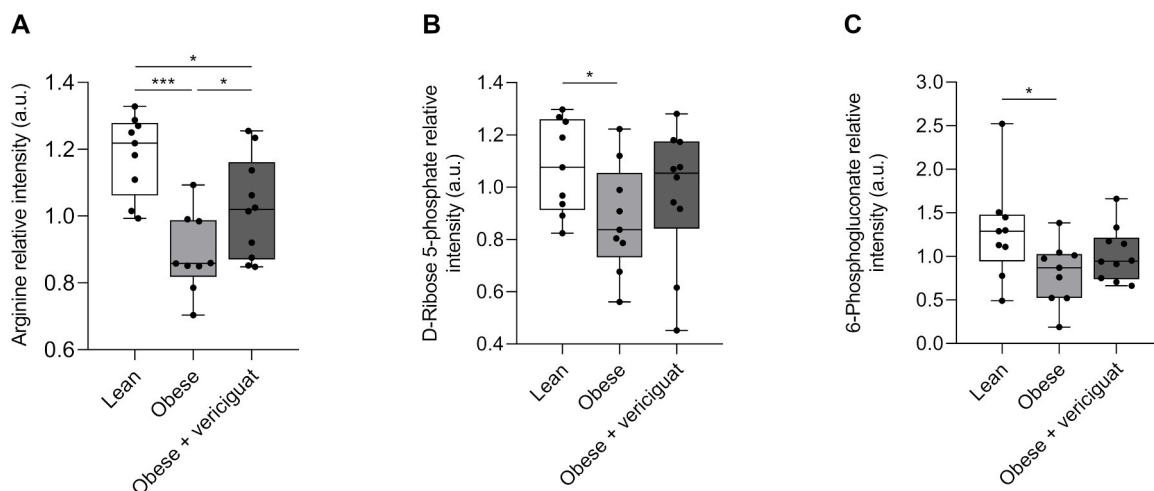 A
Arginine relative intensity (a.u.)
1.4
1.2
1.0
0.8
0.6
*
***
*
Lean
Obese
Obese + vericiguat
B
D-Ribose 5-phosphate relative
intensity (a.u.)
1.4
1.2
1.0
0.8
0.6
0.4
*
Lean
Obese
Obese + vericiguat
C
6-Phosphogluconate relative
intensity (a.u.)
3.0
2.5
2.0
1.5
1.0
0.5
0.0
*
Lean
Obese
Obese + vericiguat